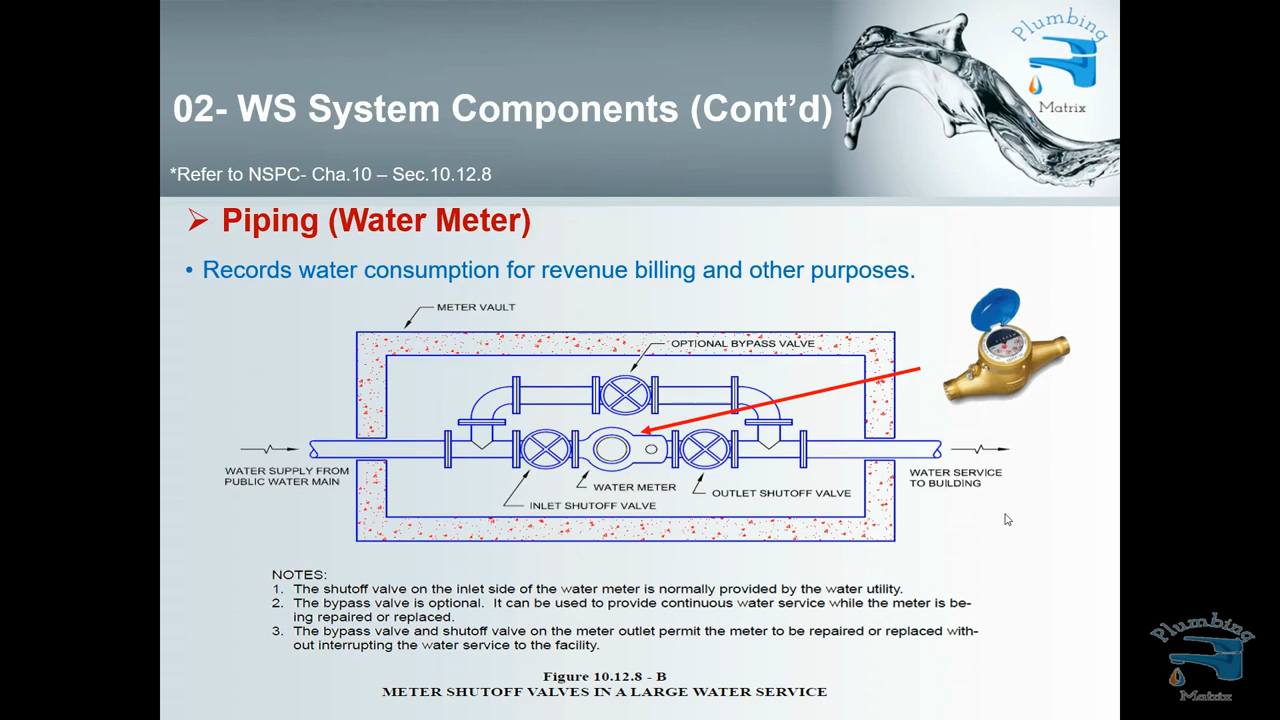 Plumbing
Matrix
02- WS System Components (Cont’d)
*Refer to NSPC- Cha.10 – Sec.10.12.8
➢ Piping (Water Meter)
• Records water consumption for revenue billing and other purposes.
METER VAULT
OPTIONAL BYPASS VALVE
WATER SUPPLY FROM
PUBLIC WATER MAIN
WATER SERVICE
TO BUILDING
WATER METER
OUTLET SHUTOFF VALVE
INLET SHUTOFF VALVE
NOTES:
1. The shutoff valve on the inlet side of the water meter is normally provided by the water utility.
2. The bypass valve is optional. It can be used to provide continuous water service while the meter is be-
ing repaired or replaced.
3. The bypass valve and shutoff valve on the meter outlet permit the meter to be repaired or replaced with-
out interrupting the water service to the facility.
Figure 10.12.8 - B
METER SHUTOFF VALVES IN A LARGE WATER SERVICE
Plumbing
Matrix